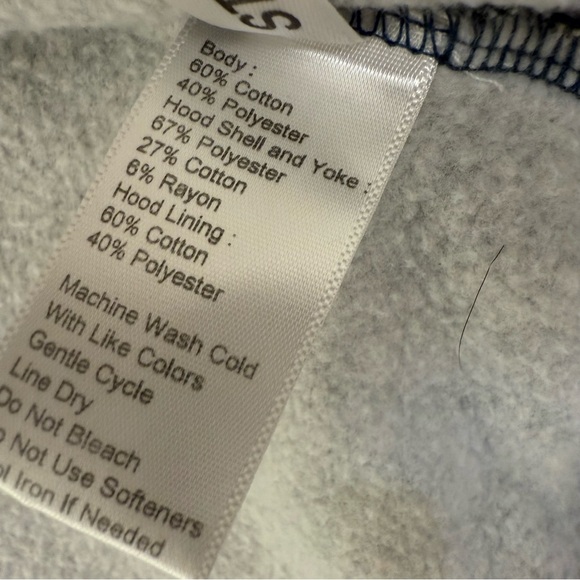 Body :
60% Cotton
40% Polyester
Hood Shell and Yoke :
67% Polyester
27% Cotton
6% Rayon
Hood Lining :
60% Cotton
40% Polyester
Machine Wash Cold
With Like Colors
Gentle Cycle
Line Dry
Do Not Bleach
Not Use Softeners
Iron If Needed